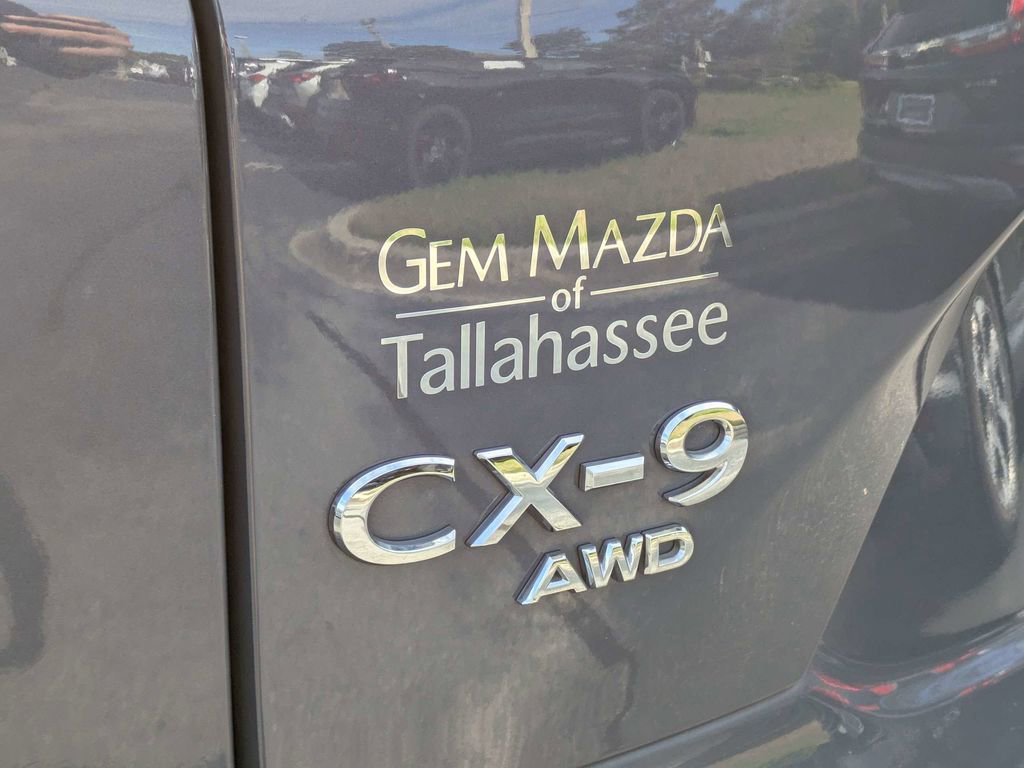 GEM MAZDA
of
Tallahassee
CX-9
AWD